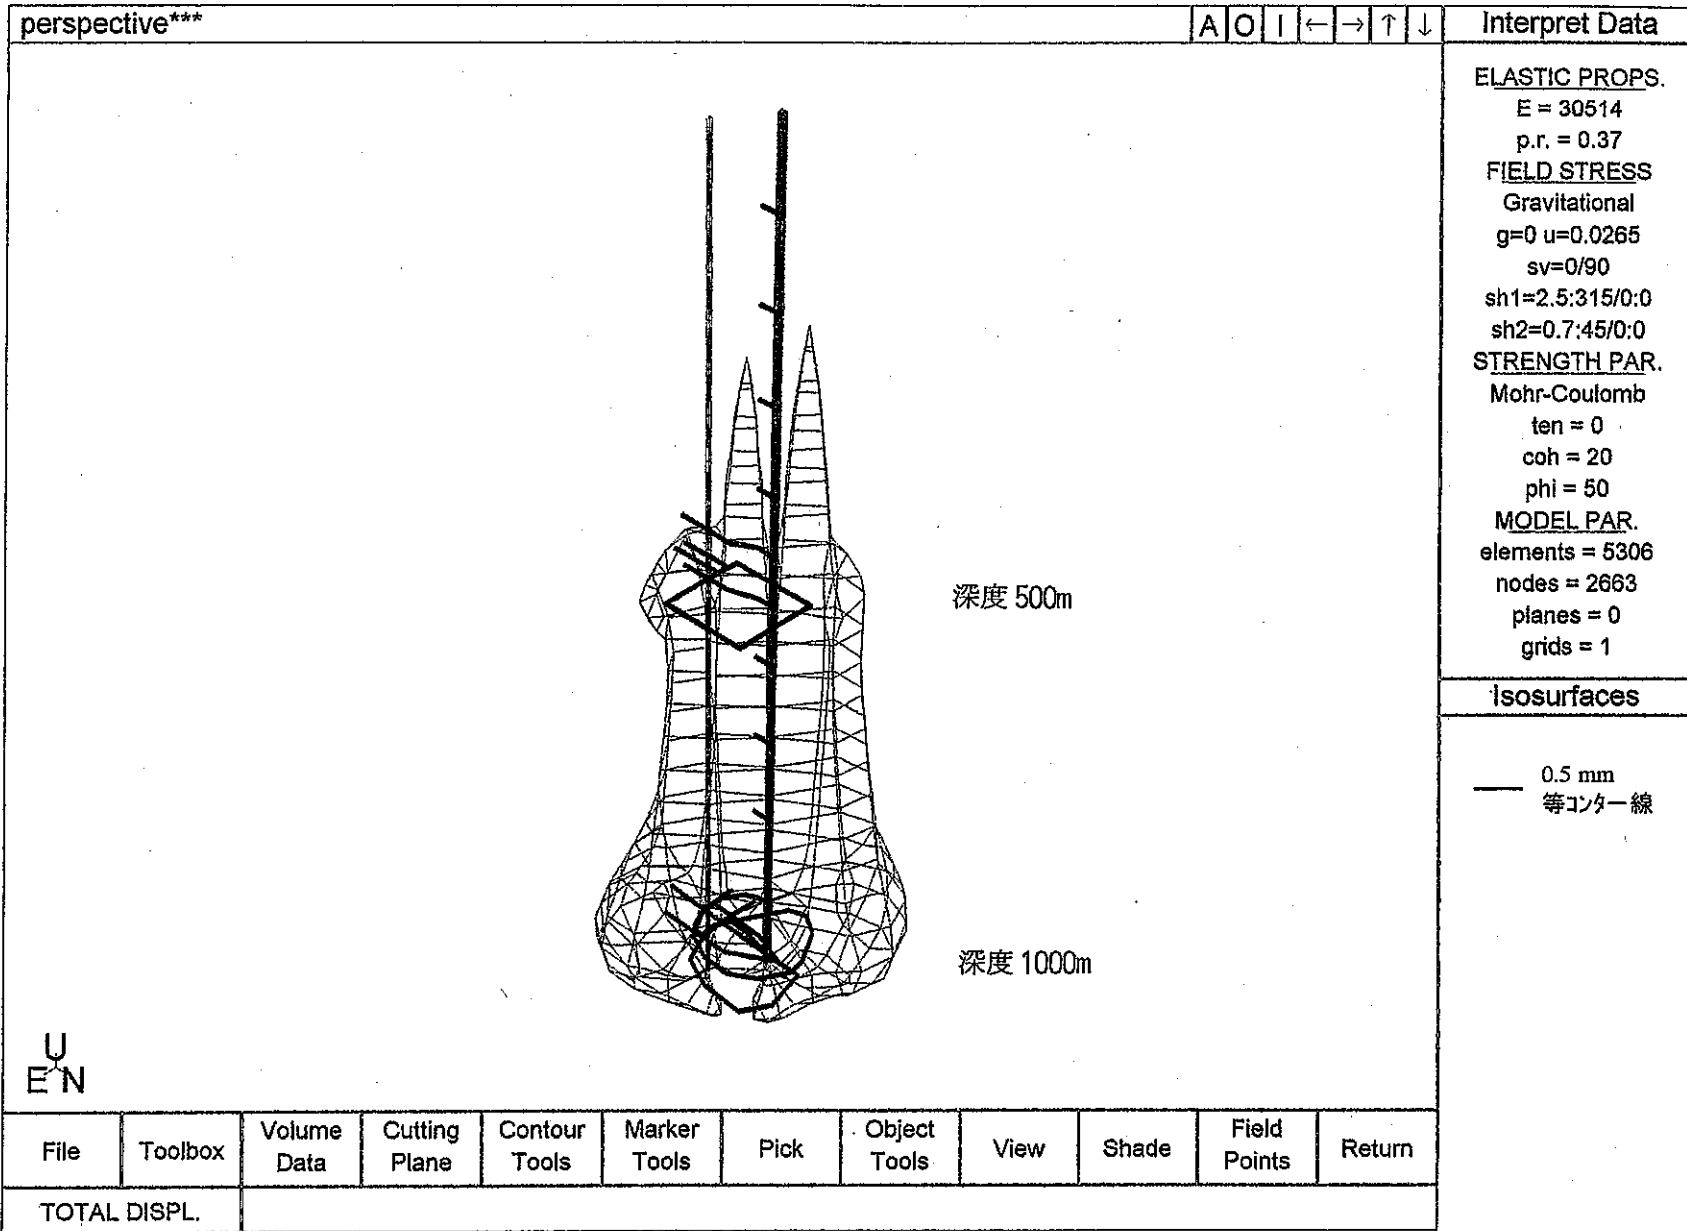 perspective***
A O I ← → ↑ ↓
Interpret Data
ELASTIC PROPS.
E = 30514
p.r. = 0.37
FIELD STRESS
Gravitational
g=0 u=0.0265
sv=0/90
sh1=2.5:315/0:0
sh2=0.7:45/0:0
STRENGTH PAR.
Mohr-Coulomb
ten = 0
coh = 20
phi = 50
MODEL PAR.
elements = 5306
nodes = 2663
planes = 0
grids = 1
Isosurfaces
0.5 mm
等コンター線
深度 500m
深度 1000m
U
E N
File
Toolbox
Volume
Data
Cutting
Plane
Contour
Tools
Marker
Tools
Pick
Object
Tools
View
Shade
Field
Points
Return
TOTAL DISPL.